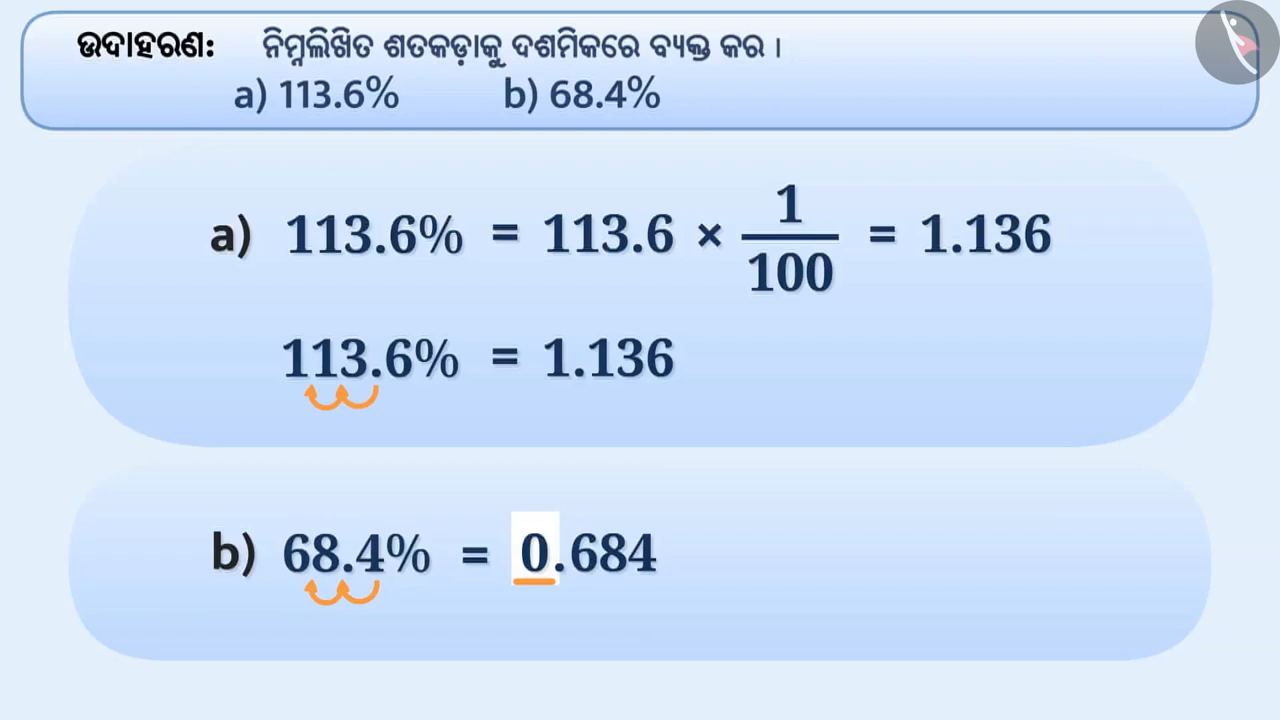 ଉଦାହରଣ: ନିମ୍ନଲିଖିତ ଶତକଡ଼ାକୁ ଦଶମିକରେ ବ୍ୟକ୍ତ କର ।
a) 113.6% b) 68.4%
a) 113.6% = 113.6 × 1/100 = 1.136
113.6% = 1.136
b) 68.4% = 0.684